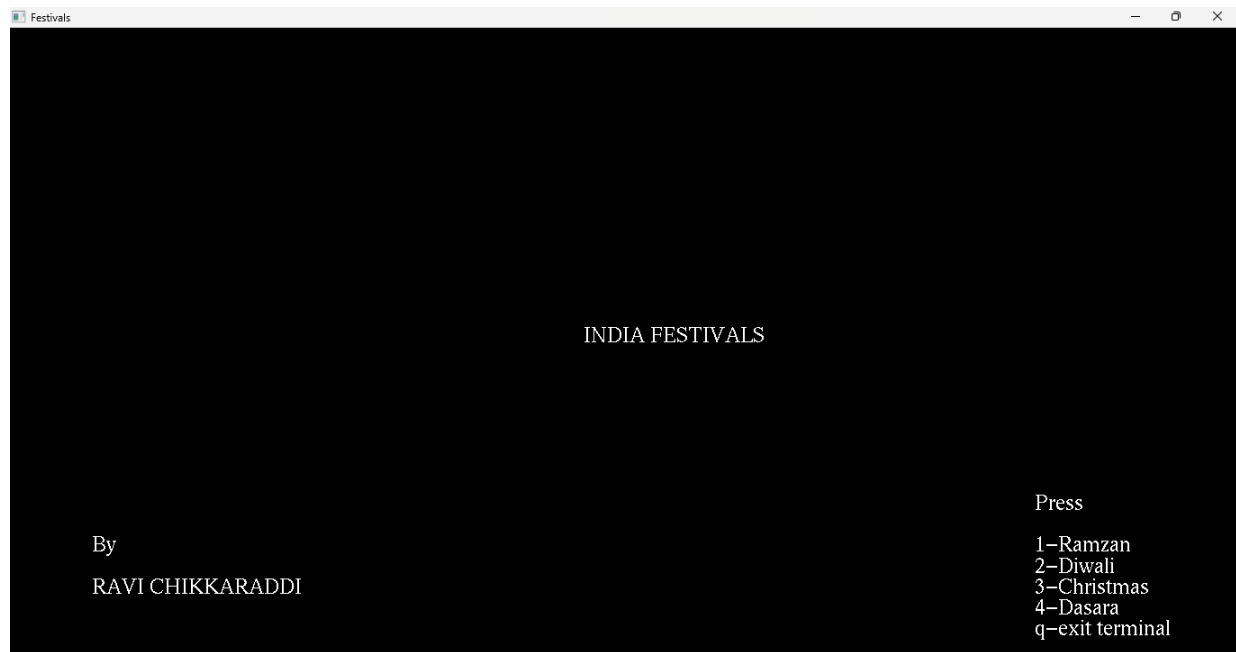 Festivals
INDIA FESTIVALS
By
RAVI CHIKKARADDI
Press
1-Ramzan
2-Diwali
3-Christmas
4-Dasara
q-exit terminal